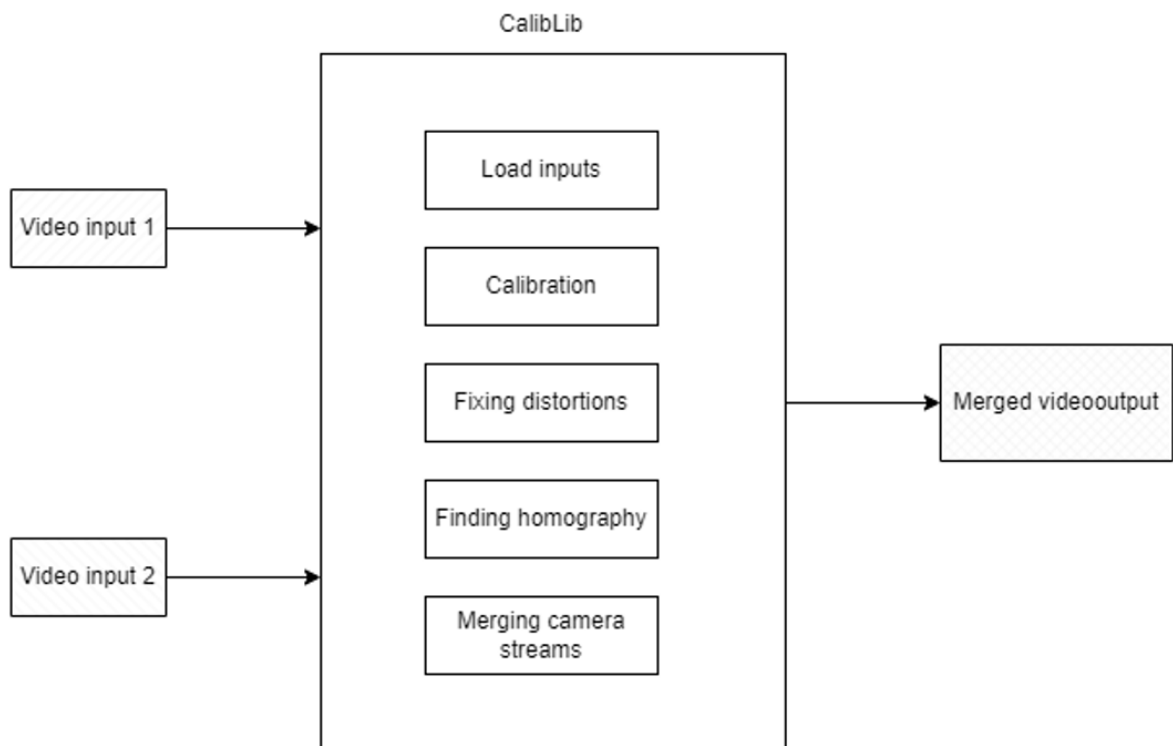 CalibLib
Load inputs
Video input 1
Calibration
Fixing distortions
Merged videooutput
Finding homography
Video input 2
Merging camera
streams